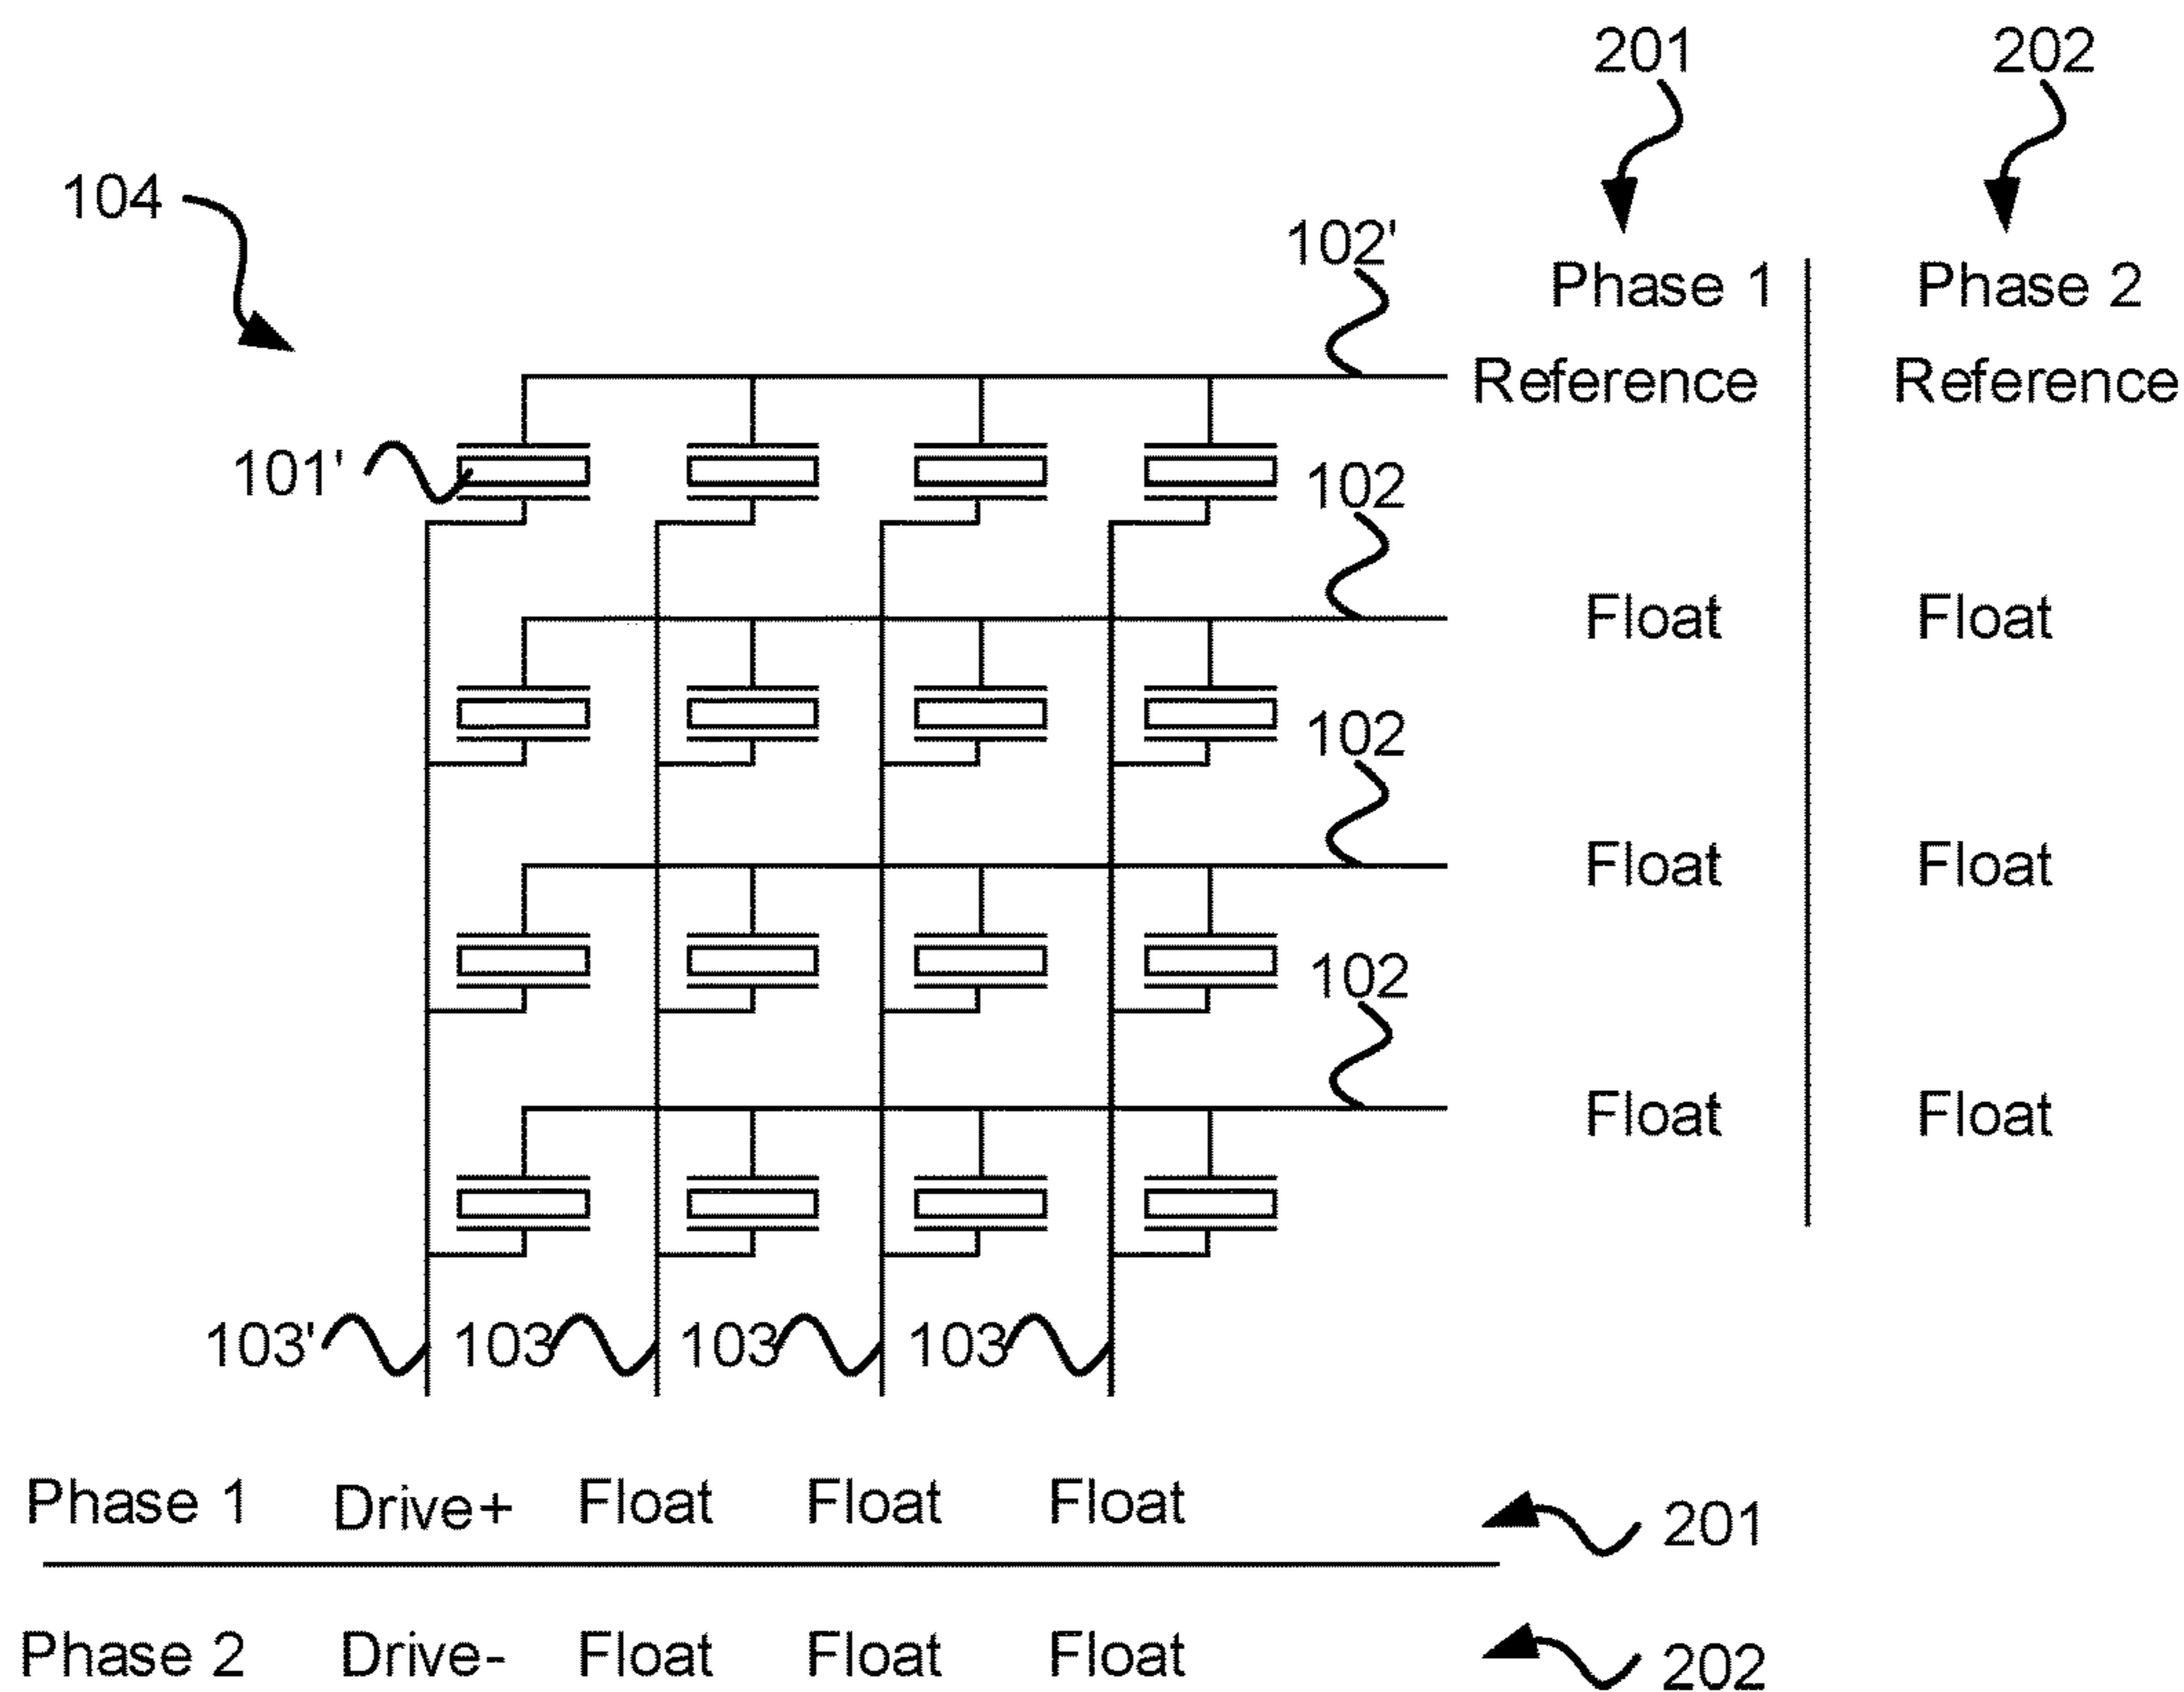 201 202
104
102'
Phase 1 Phase 2
Reference Reference
101'
102
Float Float
102
Float Float
102
Float Float
103' 103 103 103
Phase 1 Drive+ Float Float Float
201
Phase 2 Drive- Float Float Float
202